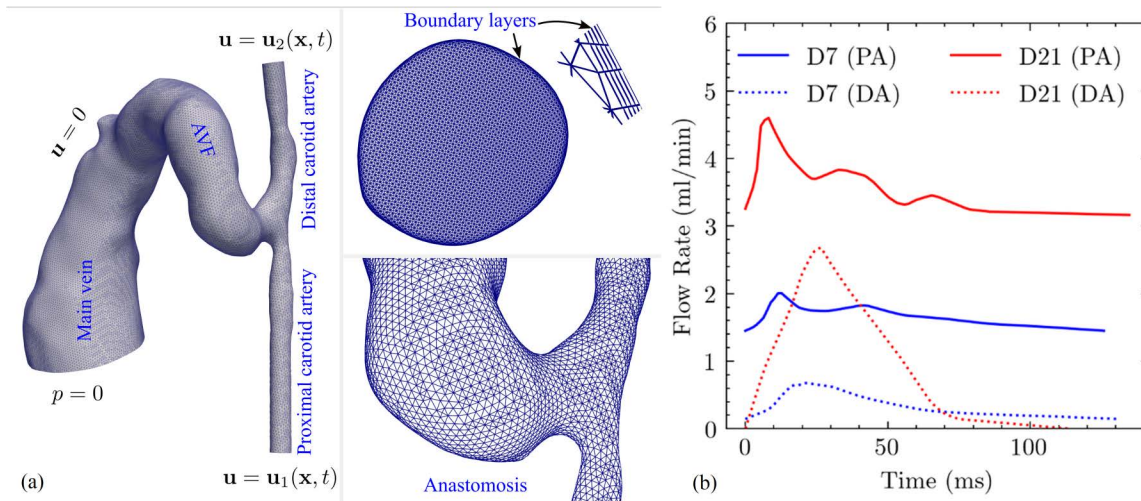 u = u₂(x, t)
u = 0
AVF
Distal carotid artery
Main vein
Proximal carotid artery
p = 0
(a)
u = u₁(x, t)
Boundary layers
Anastomosis
Flow Rate (ml/min)
6
5
4
3
2
1
0
D7 (PA)
D7 (DA)
D21 (PA)
D21 (DA)
0
50
100
Time (ms)
(b)